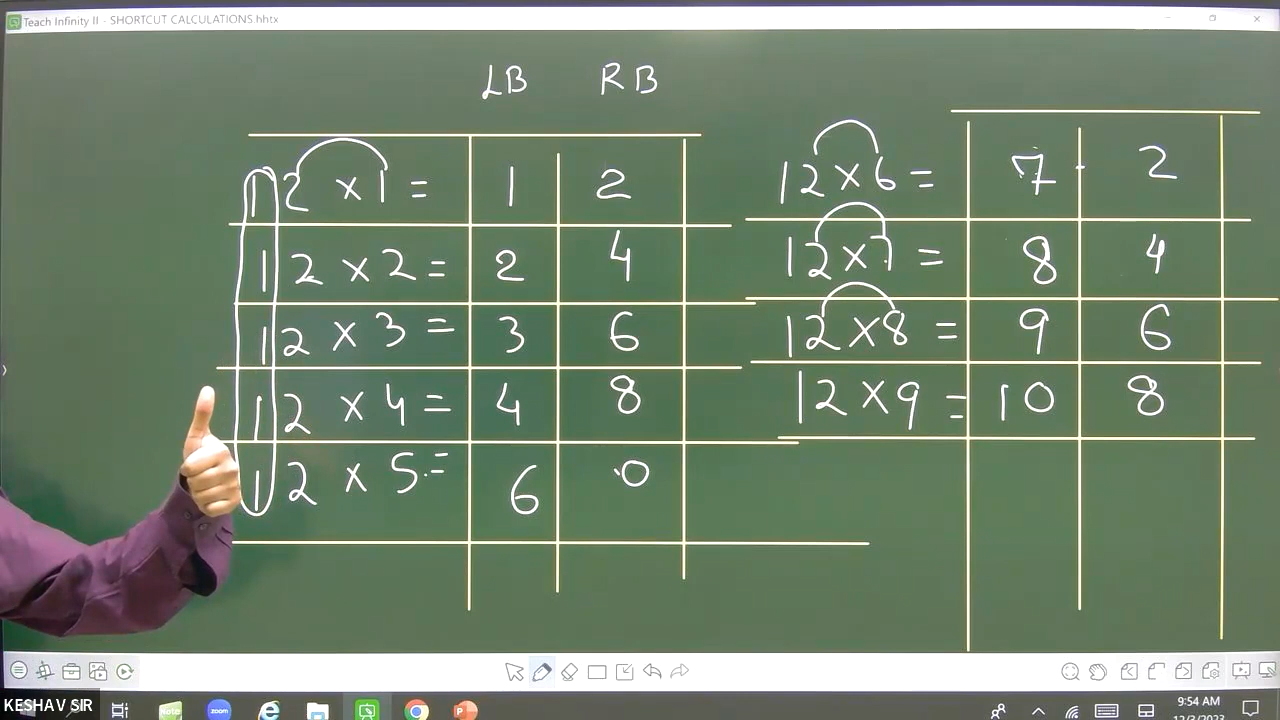 Teach Infinity II - SHORTCUT CALCULATIONS.hhtx
LB RB
12 × 1 = 1 2
12 × 2 = 2 4
12 × 3 = 3 6
12 × 4 = 4 8
12 × 5 = 6 0
12 × 6 = 7 2
12 × 7 = 8 4
12 × 8 = 9 6
12 × 9 = 10 8
KESHAV SIR
zoom
9:54 AM